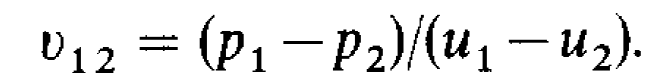 υ₁₂ = (p₁ − p₂)/(u₁ − u₂).